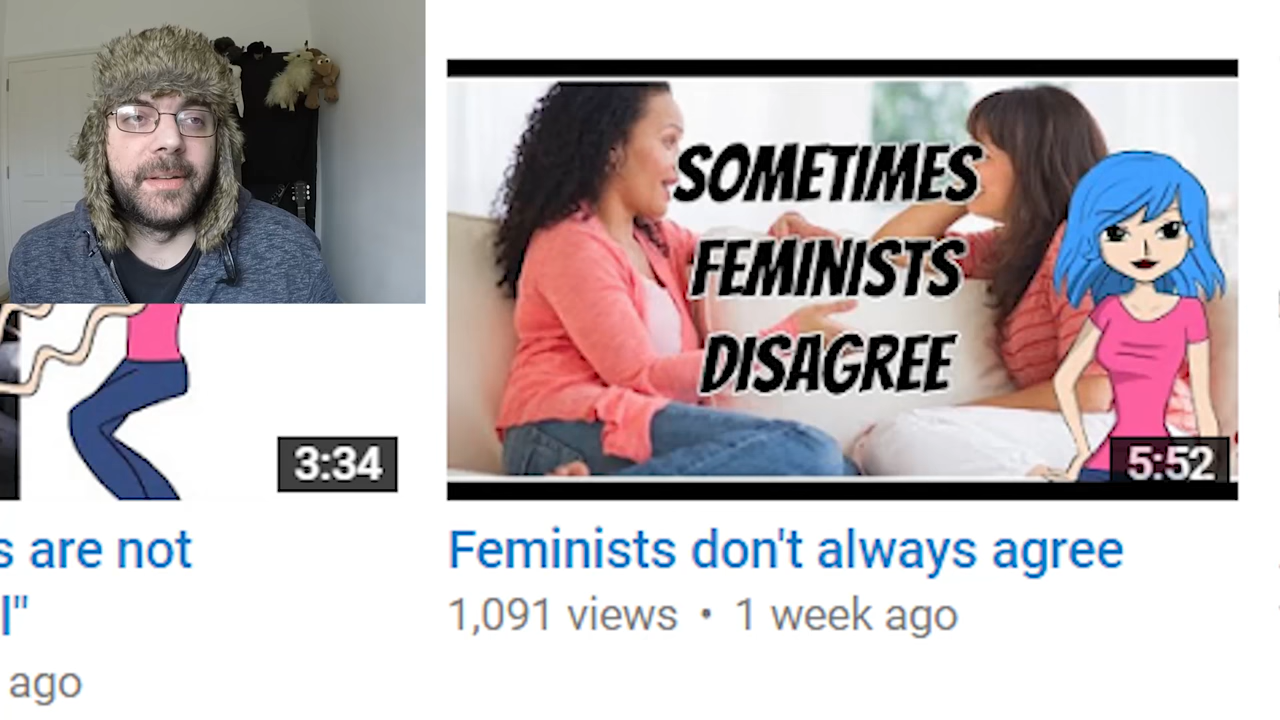 SOMETIMES
FEMINISTS
DISAGREE
3:34
5:52
s are not
l"
ago
Feminists don't always agree
1,091 views • 1 week ago